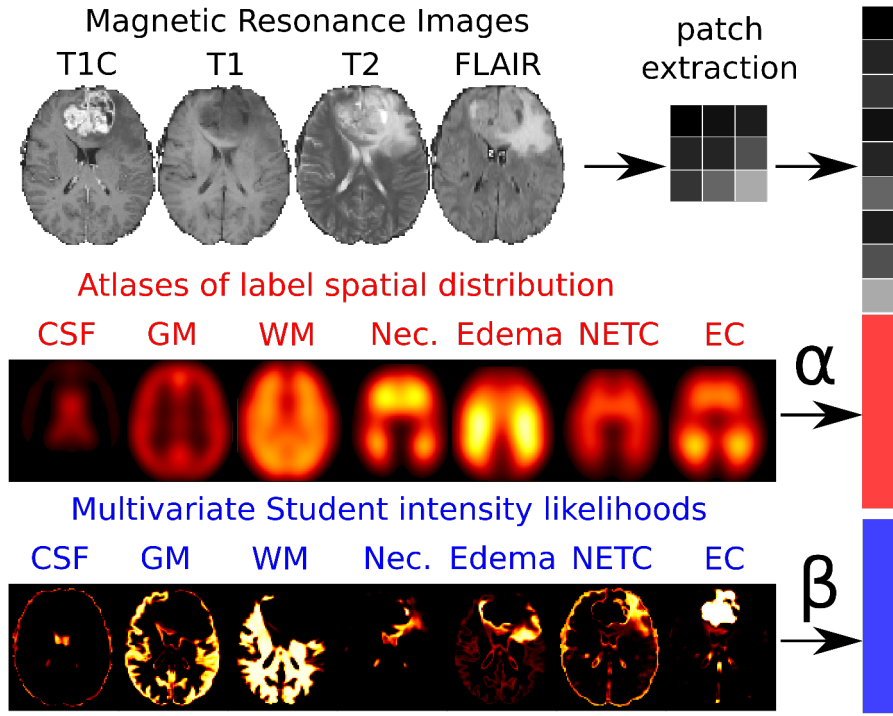 Magnetic Resonance Images
T1C T1 T2 FLAIR
patch
extraction
Atlases of label spatial distribution
CSF GM WM Nec. Edema NETC EC
α
Multivariate Student intensity likelihoods
CSF GM WM Nec. Edema NETC EC
β